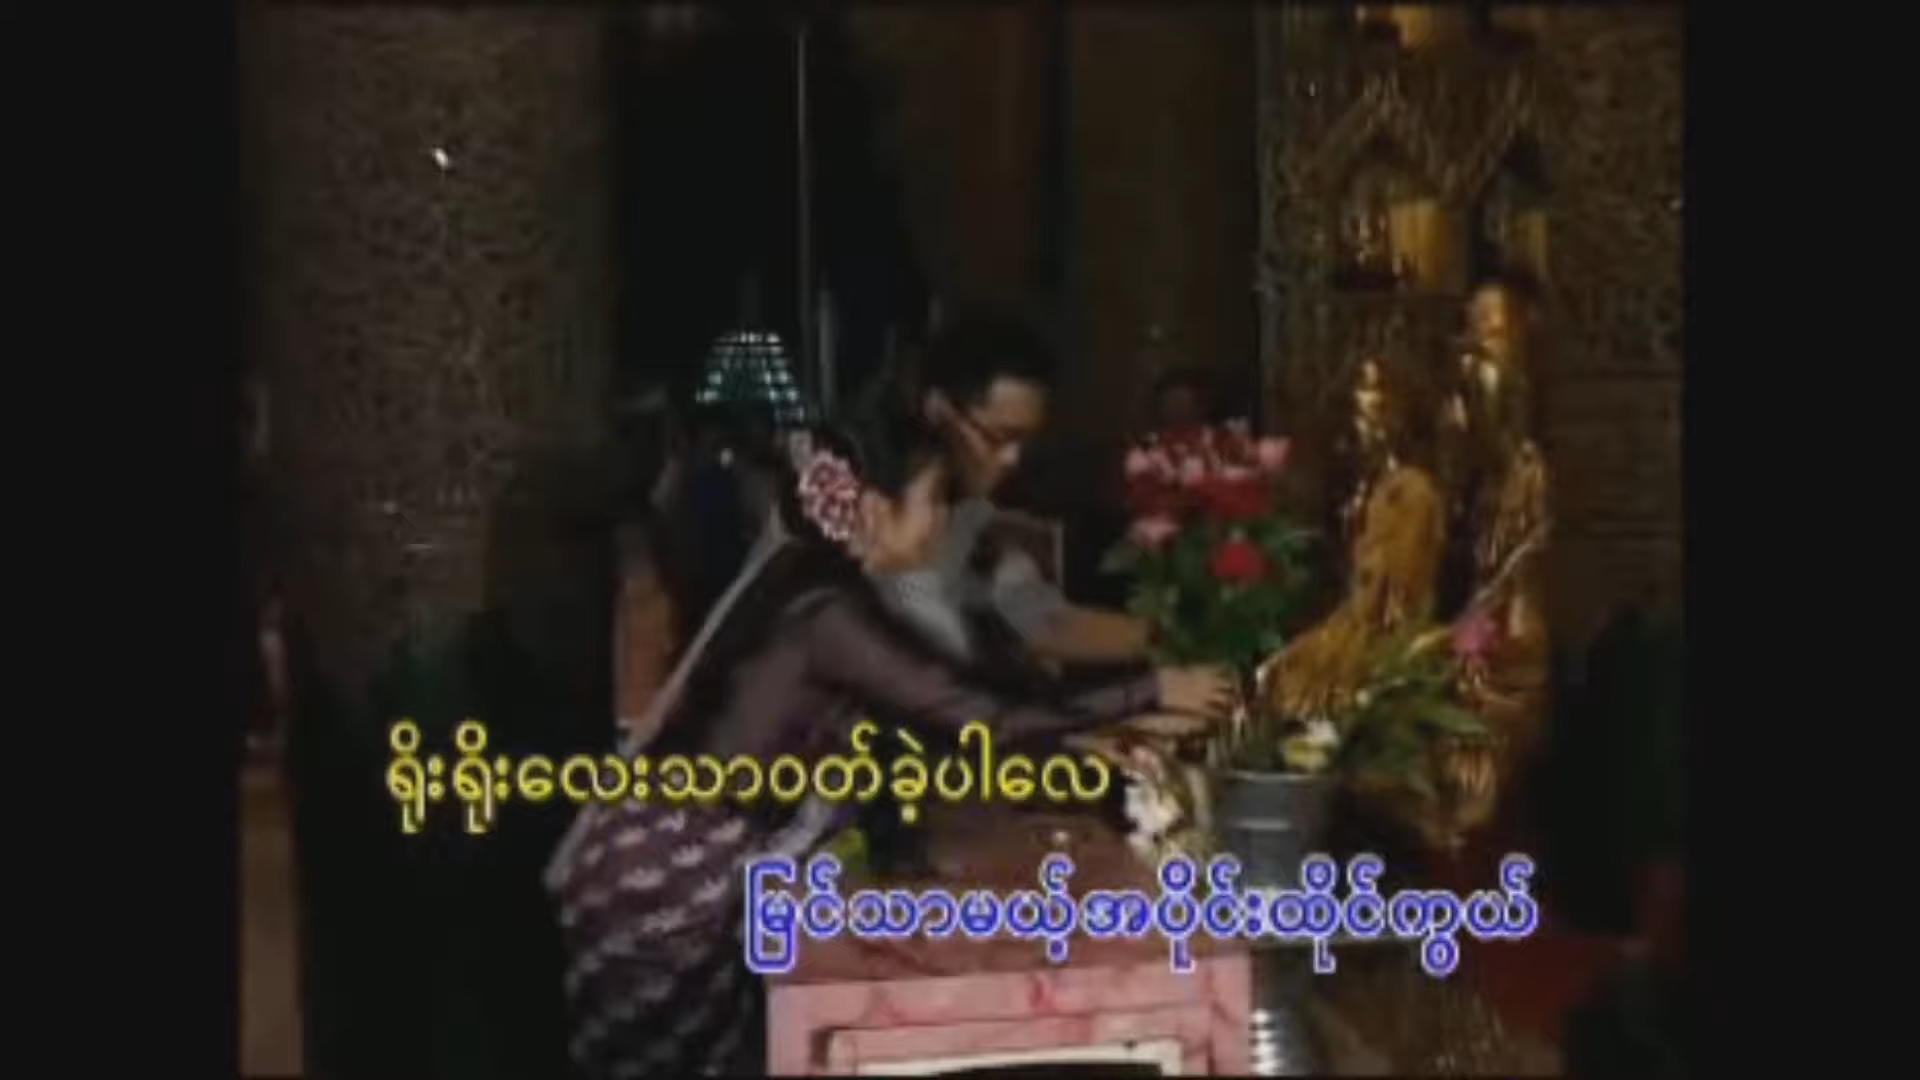 ရိုးရိုးလေးသာဝတ်ခဲ့ပါလေ
မြင်သာမယ့်အပိုင်းထိုင်ကွယ်